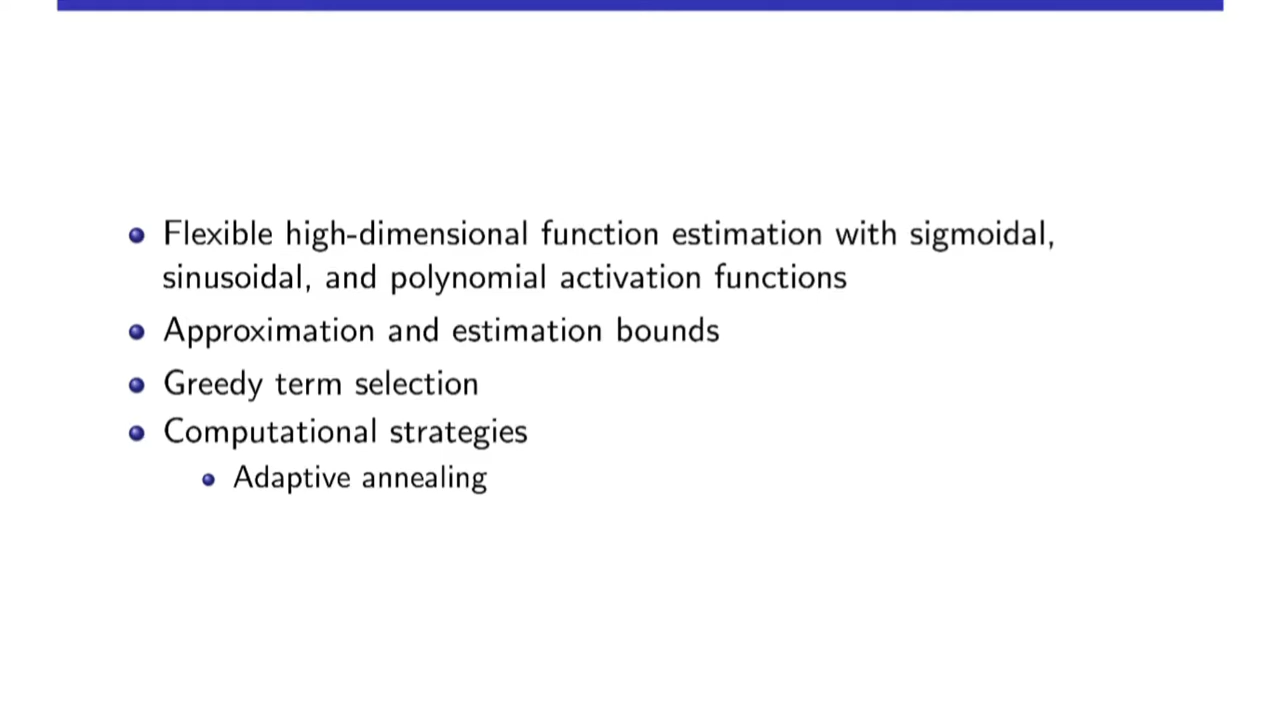 Flexible high-dimensional function estimation with sigmoidal,
sinusoidal, and polynomial activation functions
Approximation and estimation bounds
Greedy term selection
Computational strategies
Adaptive annealing